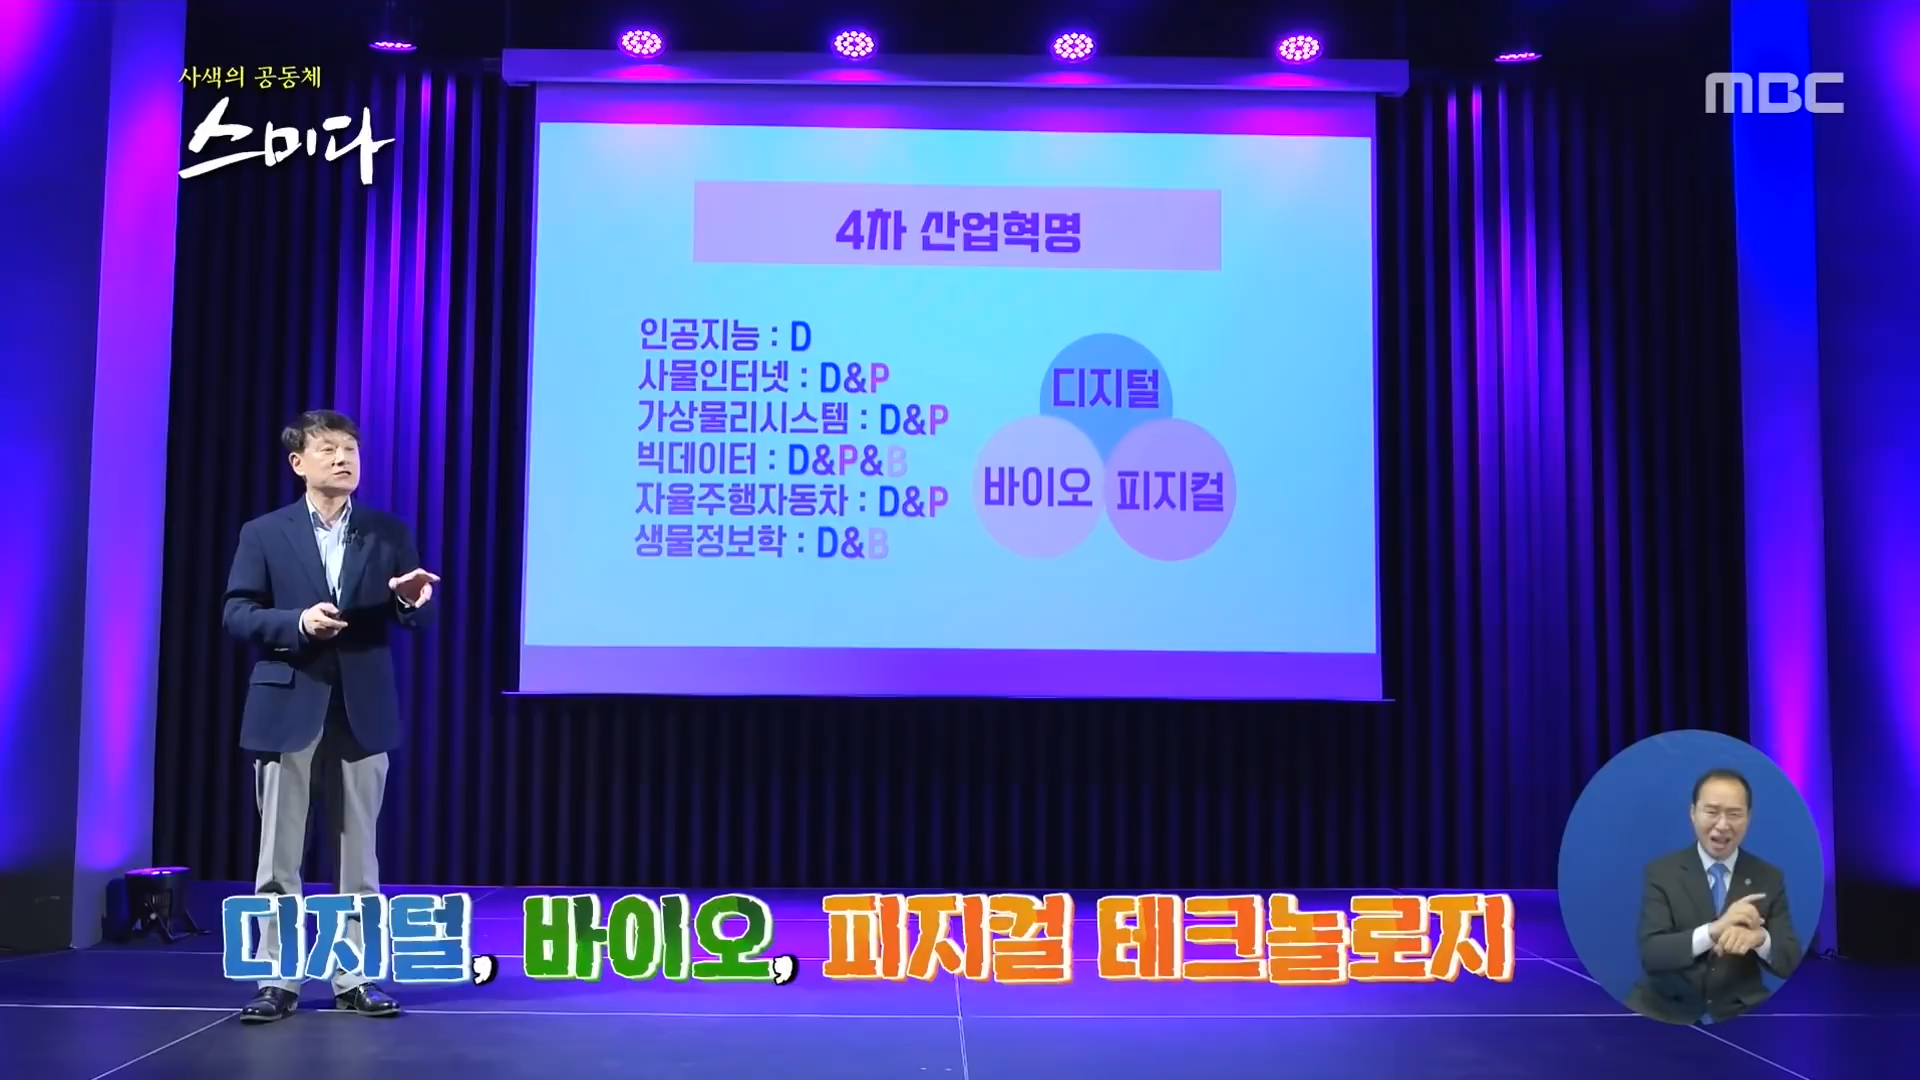 사색의 공동체
스미다
MBC
4차 산업혁명
인공지능 : D
사물인터넷 : D&P
가상물리시스템 : D&P
빅데이터 : D&P&B
자율주행자동차 : D&P
생물정보학 : D&B
디지털
바이오 피지컬
디지털, 바이오, 피지컬 테크놀로지